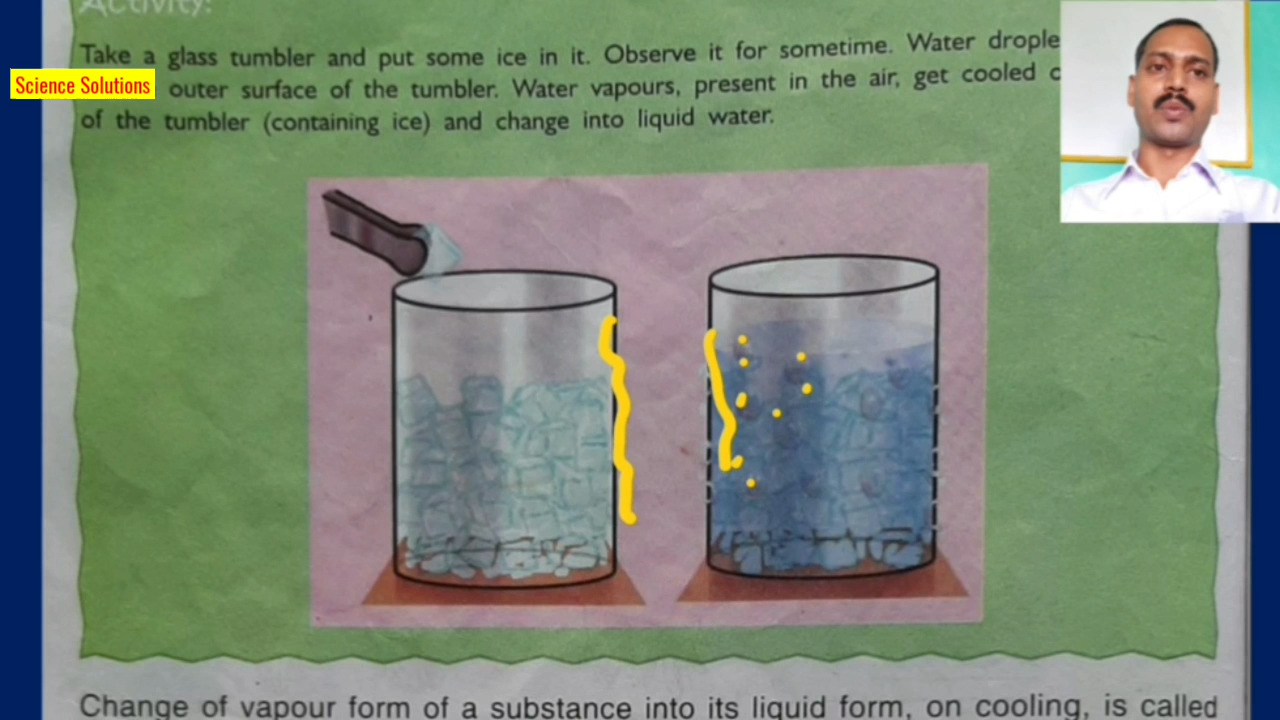 Activity:
Take a glass tumbler and put some ice in it. Observe it for sometime. Water
Science Solutions
outer surface of the tumbler. Water vapours, present in the air, get cooled
of the tumbler (containing ice) and change into liquid water.
Change of vapour form of a substance into its liquid form, on cooling, is called